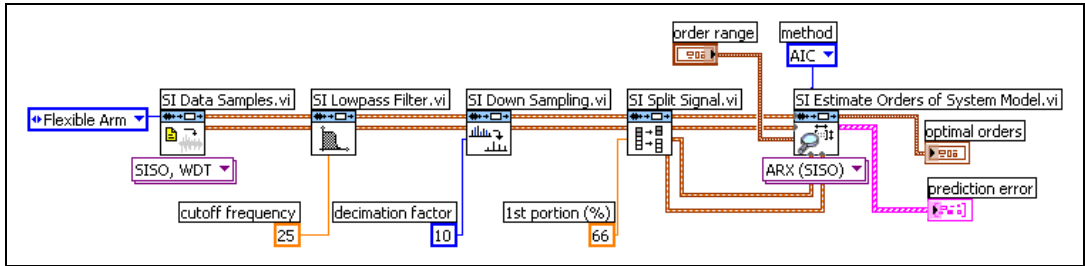 order range
method
AIC
SI Data Samples.vi
SI Lowpass Filter.vi
SI Down Sampling.vi
SI Split Signal.vi
SI Estimate Orders of System Model.vi
Flexible Arm
optimal orders
SISO, WDT
ARX (SISO)
prediction error
cutoff frequency
decimation factor
1st portion (%)
25
10
66